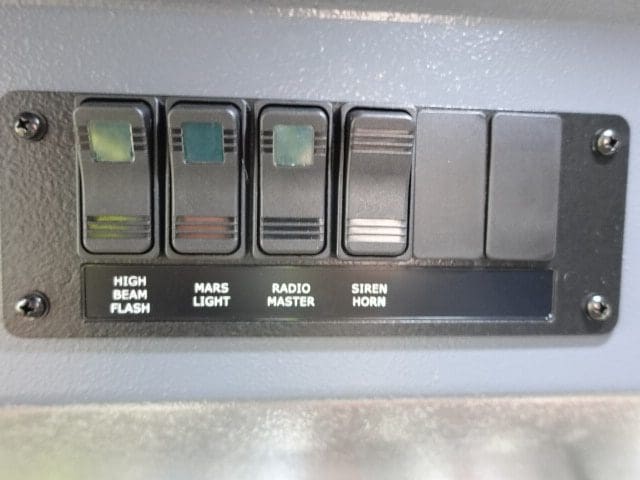 HIGH
BEAM
FLASH
MARS
LIGHT
RADIO
MASTER
SIREN
HORN